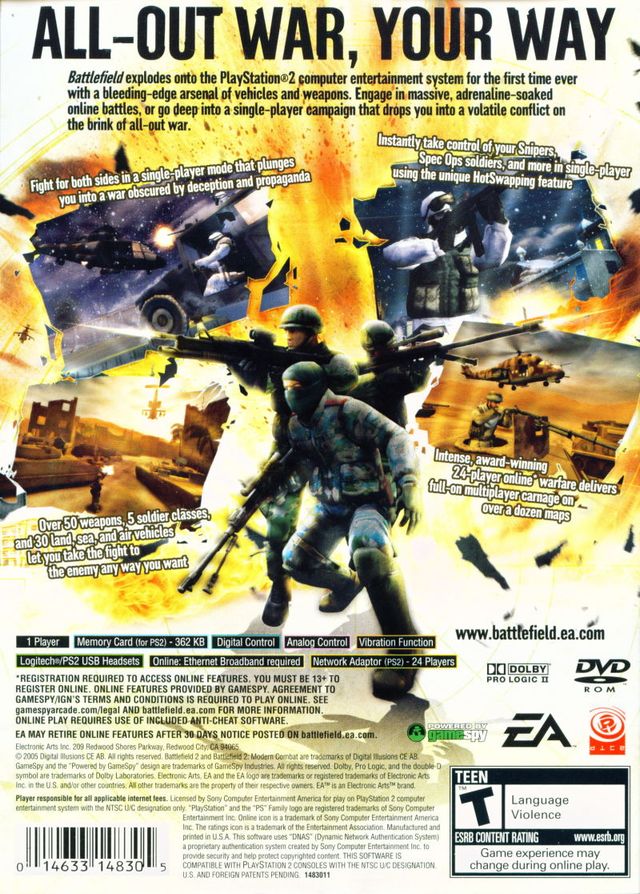 ALL-OUT WAR, YOUR WAY
Battlefield explodes onto the PlayStation®2 computer entertainment system for the first time ever
with a bleeding-edge arsenal of vehicles and weapons. Engage in massive, adrenaline-soaked
online battles, or go deep into a single-player campaign that drops you into a volatile conflict on
the brink of all-out war.
Fight for both sides in a single-player mode that plunges
you into a war obscured by deception and propaganda
Instantly take control of your Snipers,
Spec Ops soldiers, and more in single-player
using the unique HotSwapping feature
Over 50 weapons, 5 soldier classes,
and 30 land, sea, and air vehicles
let you take the fight to
the enemy any way you want
Intense, award-winning
24-player online* warfare delivers
full-on multiplayer carnage on
over a dozen maps
www.battlefield.ea.com
1 Player
Memory Card (for PS2) - 362 KB
Digital Control
Analog Control
Vibration Function
Logitech®/PS2 USB Headsets
Online: Ethernet Broadband required
Network Adaptor (PS2) - 24 Players
*REGISTRATION REQUIRED TO ACCESS ONLINE FEATURES. YOU MUST BE 13+ TO
REGISTER ONLINE. ONLINE FEATURES PROVIDED BY GAMESPY. AGREEMENT TO
GAMESPY/IGN'S TERMS AND CONDITIONS IS REQUIRED TO PLAY ONLINE. SEE
gamespyarcade.com/legal AND battlefield.ea.com FOR MORE INFORMATION.
ONLINE PLAY REQUIRES USE OF INCLUDED ANTI-CHEAT SOFTWARE.
EA MAY RETIRE ONLINE FEATURES AFTER 30 DAYS NOTICE POSTED ON battlefield.ea.com.
Electronic Arts Inc. 209 Redwood Shores Parkway, Redwood City, CA 94065
© 2005 Digital Illusions CE AB. All rights reserved. Battlefield 2 and Battlefield 2: Modern Combat are trademarks of Digital Illusions CE AB.
GameSpy and the "Powered by GameSpy" design are trademarks of GameSpy Industries. All rights reserved. Dolby, Pro Logic, and the double-D
symbol are trademarks of Dolby Laboratories. Electronic Arts, EA and the EA logo are trademarks or registered trademarks of Electronic Arts
Inc. in the U.S. and/or other countries. All other trademarks are the property of their respective owners. EA™ is an Electronic Arts™ brand.
Player responsible for all applicable internet fees. Licensed by Sony Computer Entertainment America for play on PlayStation 2 computer
entertainment system with the NTSC U/C designation only. "PlayStation" and the "PS" Family logo are registered trademarks of Sony Computer
Entertainment Inc. Online icon is a trademark of Sony Computer Entertainment America
Inc. The ratings icon is a trademark of the Entertainment Association. Manufactured and
printed in U.S.A. This software uses "DNAS" (Dynamic Network Authentication System)
a proprietary authentication system created by Sony Computer Entertainment Inc. to
provide security and help protect copyrighted content. THIS SOFTWARE IS
COMPATIBLE WITH PLAYSTATION 2 CONSOLES WITH THE NTSC U/C DESIGNATION.
U.S. AND FOREIGN PATENTS PENDING. 1483011
0 14633 14830 5
DOLBY
PRO LOGIC II
DVD
ROM
POWERED BY
gamespy
EA
TEEN
T
Language
Violence
ESRB CONTENT RATING www.esrb.org
Game experience may
change during online play.